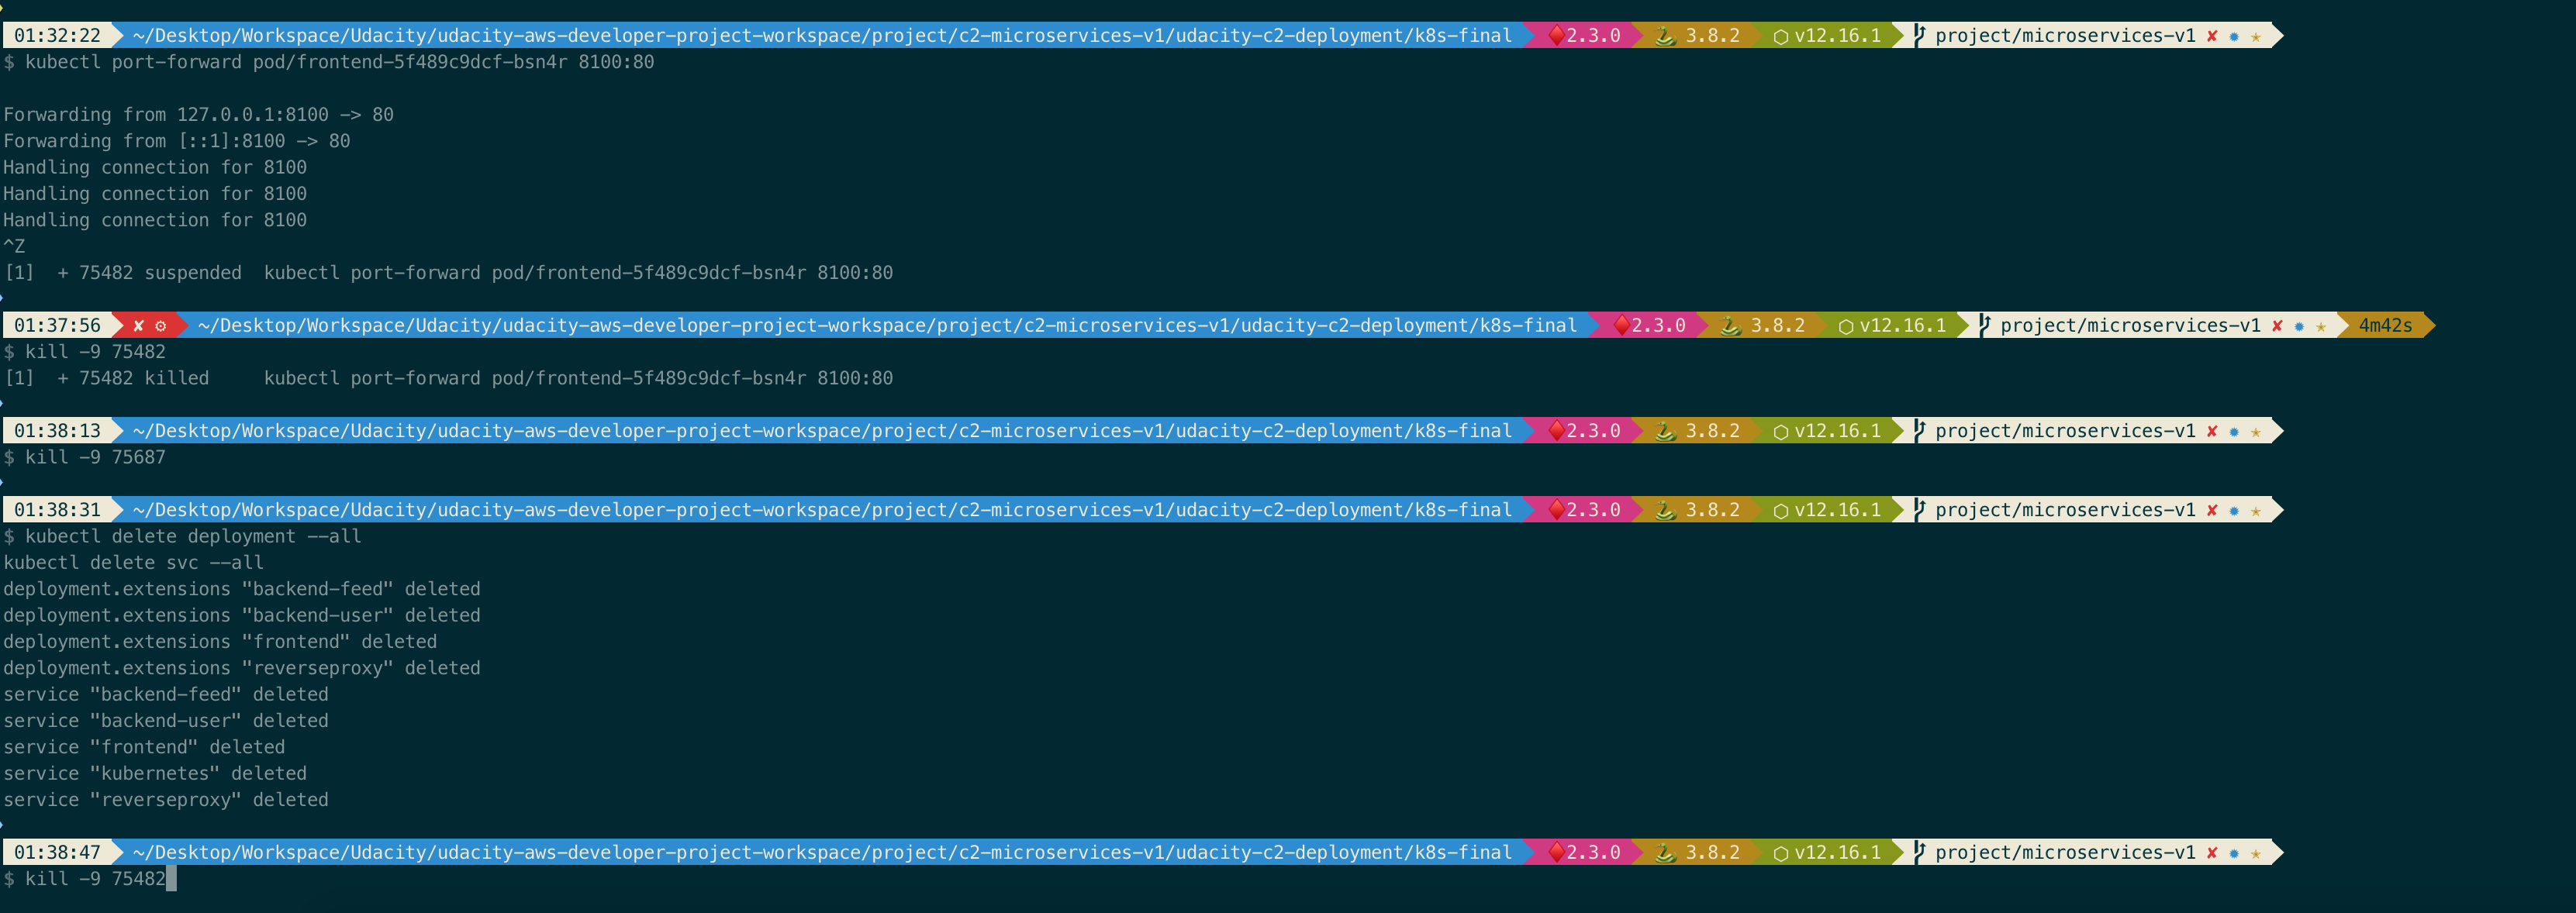 01:32:22 ~/Desktop/Workspace/Udacity/udacity-aws-developer-project-workspace/project/c2-microservices-v1/udacity-c2-deployment/k8s-final 2.3.0 3.8.2 v12.16.1 project/microservices-v1 ✘ ✹ ✭
$ kubectl port-forward pod/frontend-5f489c9dcf-bsn4r 8100:80
Forwarding from 127.0.0.1:8100 -> 80
Forwarding from [::1]:8100 -> 80
Handling connection for 8100
Handling connection for 8100
Handling connection for 8100
^Z
[1]  + 75482 suspended  kubectl port-forward pod/frontend-5f489c9dcf-bsn4r 8100:80
01:37:56 ✘ ⚙ ~/Desktop/Workspace/Udacity/udacity-aws-developer-project-workspace/project/c2-microservices-v1/udacity-c2-deployment/k8s-final 2.3.0 3.8.2 v12.16.1 project/microservices-v1 ✘ ✹ ✭ 4m42s
$ kill -9 75482
[1]  + 75482 killed     kubectl port-forward pod/frontend-5f489c9dcf-bsn4r 8100:80
01:38:13 ~/Desktop/Workspace/Udacity/udacity-aws-developer-project-workspace/project/c2-microservices-v1/udacity-c2-deployment/k8s-final 2.3.0 3.8.2 v12.16.1 project/microservices-v1 ✘ ✹ ✭
$ kill -9 75687
01:38:31 ~/Desktop/Workspace/Udacity/udacity-aws-developer-project-workspace/project/c2-microservices-v1/udacity-c2-deployment/k8s-final 2.3.0 3.8.2 v12.16.1 project/microservices-v1 ✘ ✹ ✭
$ kubectl delete deployment --all
kubectl delete svc --all
deployment.extensions "backend-feed" deleted
deployment.extensions "backend-user" deleted
deployment.extensions "frontend" deleted
deployment.extensions "reverseproxy" deleted
service "backend-feed" deleted
service "backend-user" deleted
service "frontend" deleted
service "kubernetes" deleted
service "reverseproxy" deleted
01:38:47 ~/Desktop/Workspace/Udacity/udacity-aws-developer-project-workspace/project/c2-microservices-v1/udacity-c2-deployment/k8s-final 2.3.0 3.8.2 v12.16.1 project/microservices-v1 ✘ ✹ ✭
$ kill -9 75482